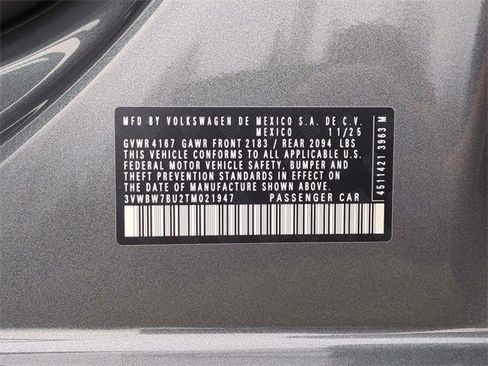 MFD BY VOLKSWAGEN DE MEXICO S.A. DE C.V.
MEXICO 11/25
GVWR 4167 GAWR FRONT 2183 / REAR 2094 LBS
THIS VEHICLE CONFORMS TO ALL APPLICABLE
FEDERAL MOTOR VEHICLE SAFETY, BUMPER AND
THEFT PREVENTION STANDARDS IN EFFECT ON
THE DATE OF MANUFACTURE SHOWN ABOVE
3VWBW7BU2TM021947 PASSENGER CAR
4511421 3963 M